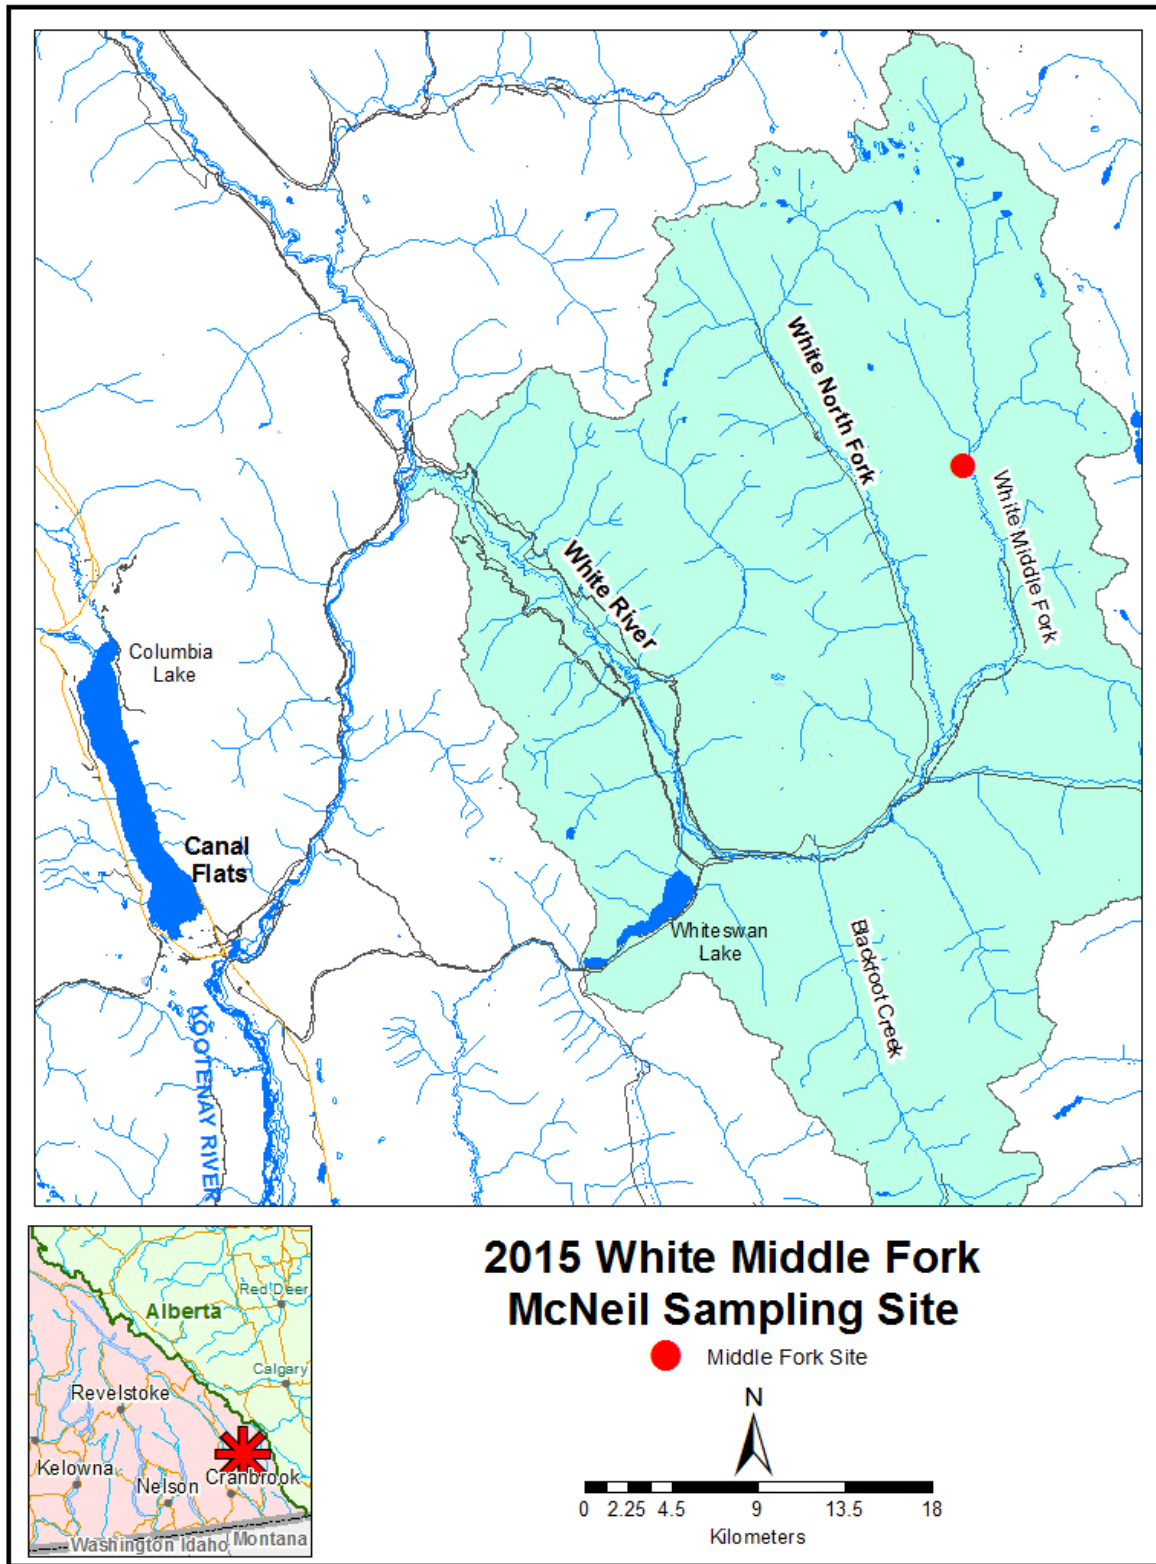 White North Fork
White Middle Fork
White River
Columbia
Lake
Canal
Flats
Whiteswan
Lake
Blackfoot Creek
KOOTENAY RIVER
2015 White Middle Fork
McNeil Sampling Site
Middle Fork Site
N
0 2.25 4.5 9 13.5 18
Kilometers
Red Deer
Alberta
Calgary
Revelstoke
Kelowna
Nelson
Cranbrook
Washington Idaho Montana